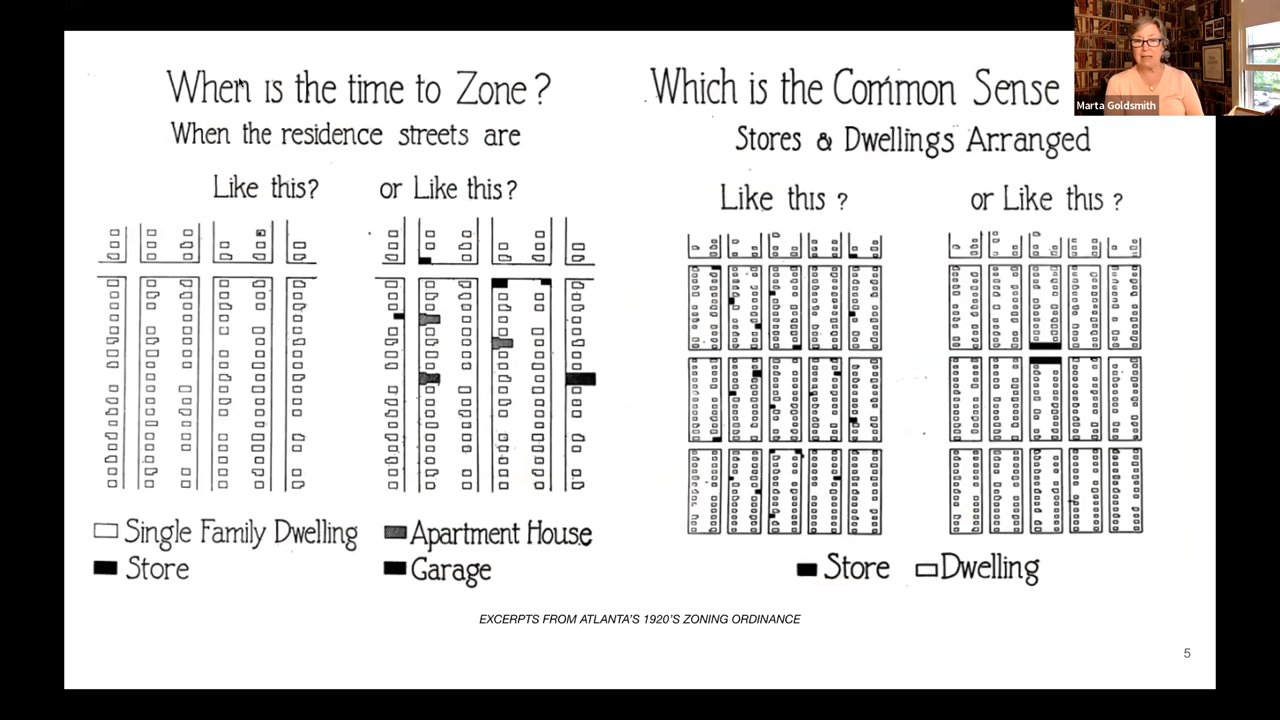 When is the time to Zone?
When the residence streets are
Like this?
or Like this?
Single Family Dwelling
Apartment House
Store
Garage
Which is the Common Sense
Stores & Dwellings Arranged
Like this?
or Like this?
Store
Dwelling
EXCERPTS FROM ATLANTA'S 1920'S ZONING ORDINANCE
5
Marta Goldsmith